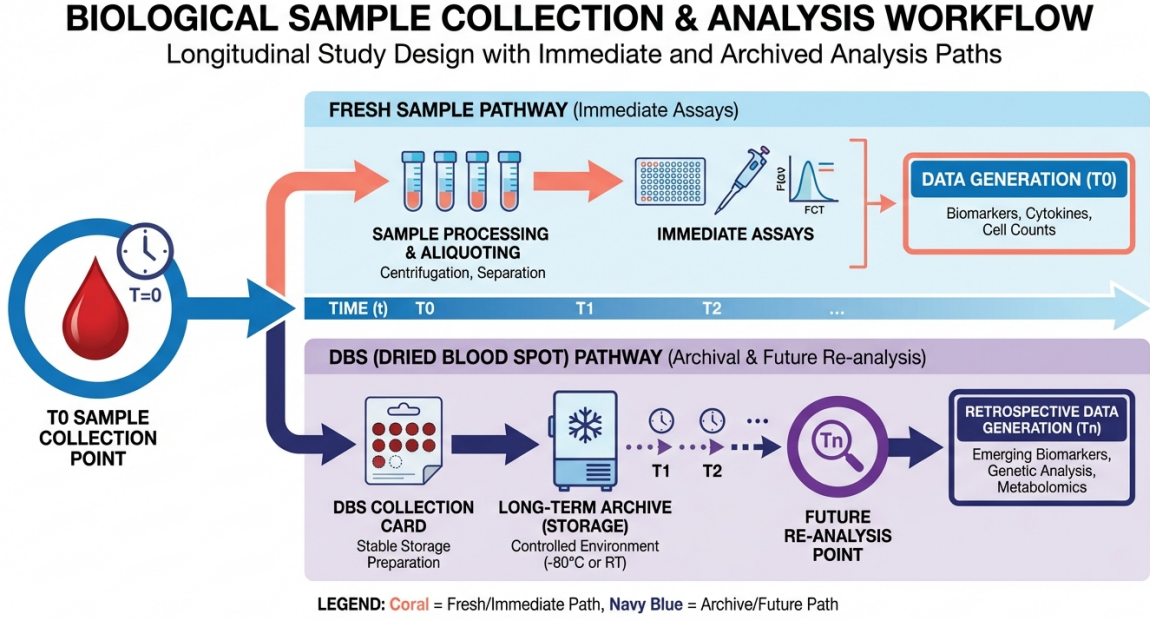 BIOLOGICAL SAMPLE COLLECTION & ANALYSIS WORKFLOW
Longitudinal Study Design with Immediate and Archived Analysis Paths
FRESH SAMPLE PATHWAY (Immediate Assays)
SAMPLE PROCESSING
& ALIQUOTING
Centrifugation, Separation
FCT
IMMEDIATE ASSAYS
DATA GENERATION (T0)
Biomarkers, Cytokines,
Cell Counts
T=0
T0 SAMPLE
COLLECTION
POINT
TIME (t) T0 T1 T2 ...
DBS (DRIED BLOOD SPOT) PATHWAY (Archival & Future Re-analysis)
DBS COLLECTION
CARD
Stable Storage
Preparation
LONG-TERM ARCHIVE
(STORAGE)
Controlled Environment
(-80°C or RT)
T1 T2 ...
Tn
FUTURE
RE-ANALYSIS
POINT
RETROSPECTIVE DATA
GENERATION (Tn)
Emerging Biomarkers,
Genetic Analysis,
Metabolomics
LEGEND: Coral = Fresh/Immediate Path, Navy Blue = Archive/Future Path